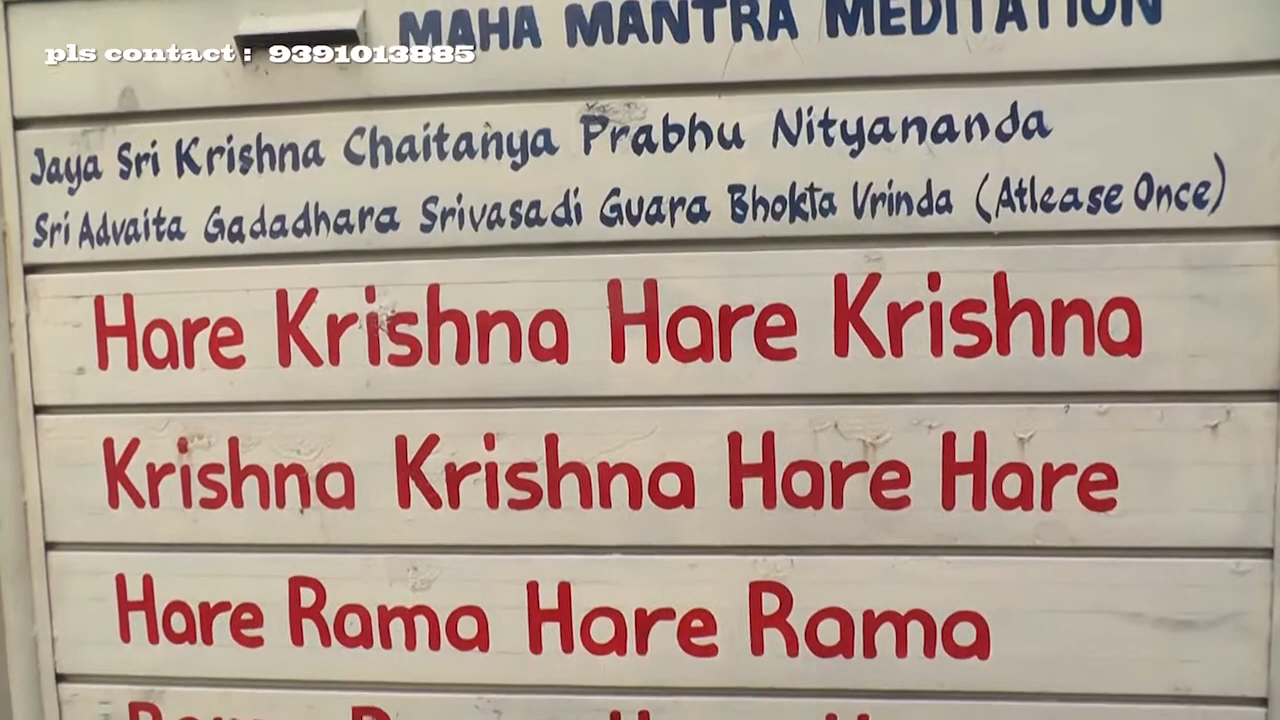 MAHA MANTRA MEDITATION
pls contact : 9391013885
Jaya Sri Krishna Chaitanya Prabhu Nityananda
Sri Advaita Gadadhara Srivasadi Guara Bhokta Vrinda (Atlease Once)
Hare Krishna Hare Krishna
Krishna Krishna Hare Hare
Hare Rama Hare Rama